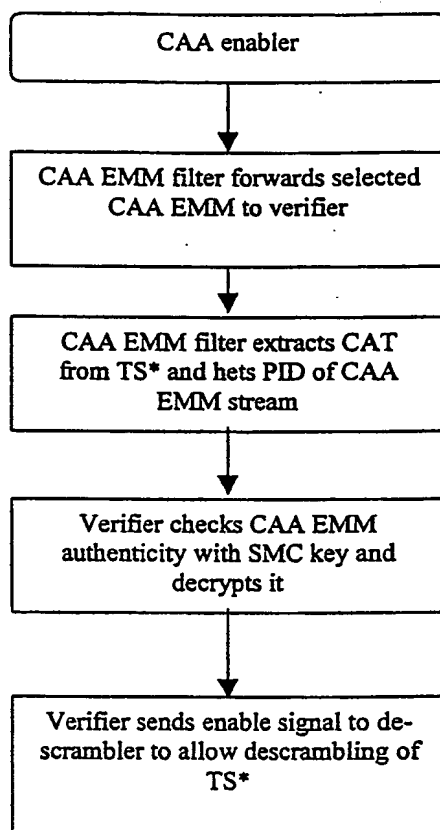 CAA enabler
CAA EMM filter forwards selected
CAA EMM to verifier
CAA EMM filter extracts CAT
from TS* and hets PID of CAA
EMM stream
Verifier checks CAA EMM
authenticity with SMC key and
decrypts it
Verifier sends enable signal to de-
scrambler to allow descrambling of
TS*